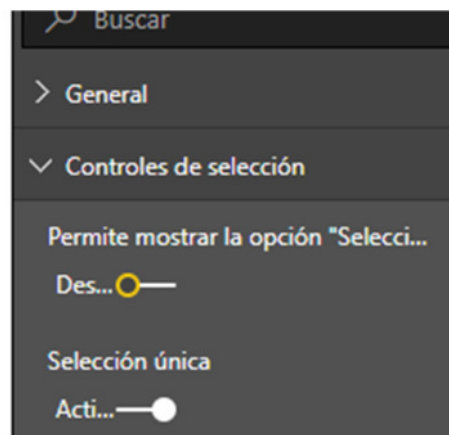 Buscar
General
Controles de selección
Permite mostrar la opción "Selecci...
Des...
Selección única
Acti...